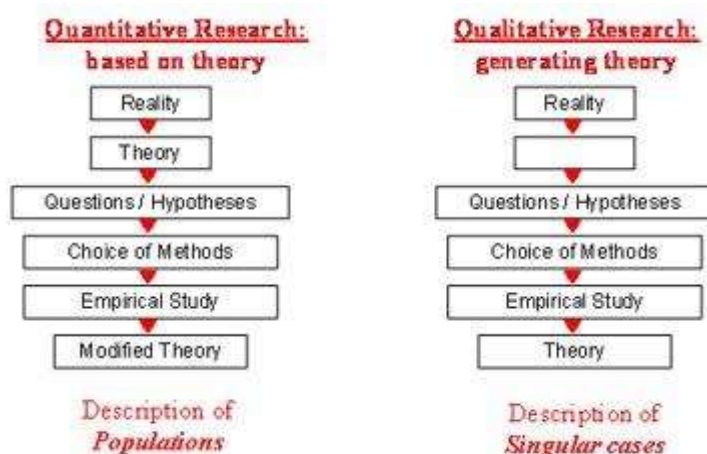 Quantitative Research:
based on theory
Reality
Theory
Questions / Hypotheses
Choice of Methods
Empirical Study
Modified Theory
Description of
Populations
Qualitative Research:
generating theory
Reality
Questions / Hypotheses
Choice of Methods
Empirical Study
Theory
Description of
Singular cases